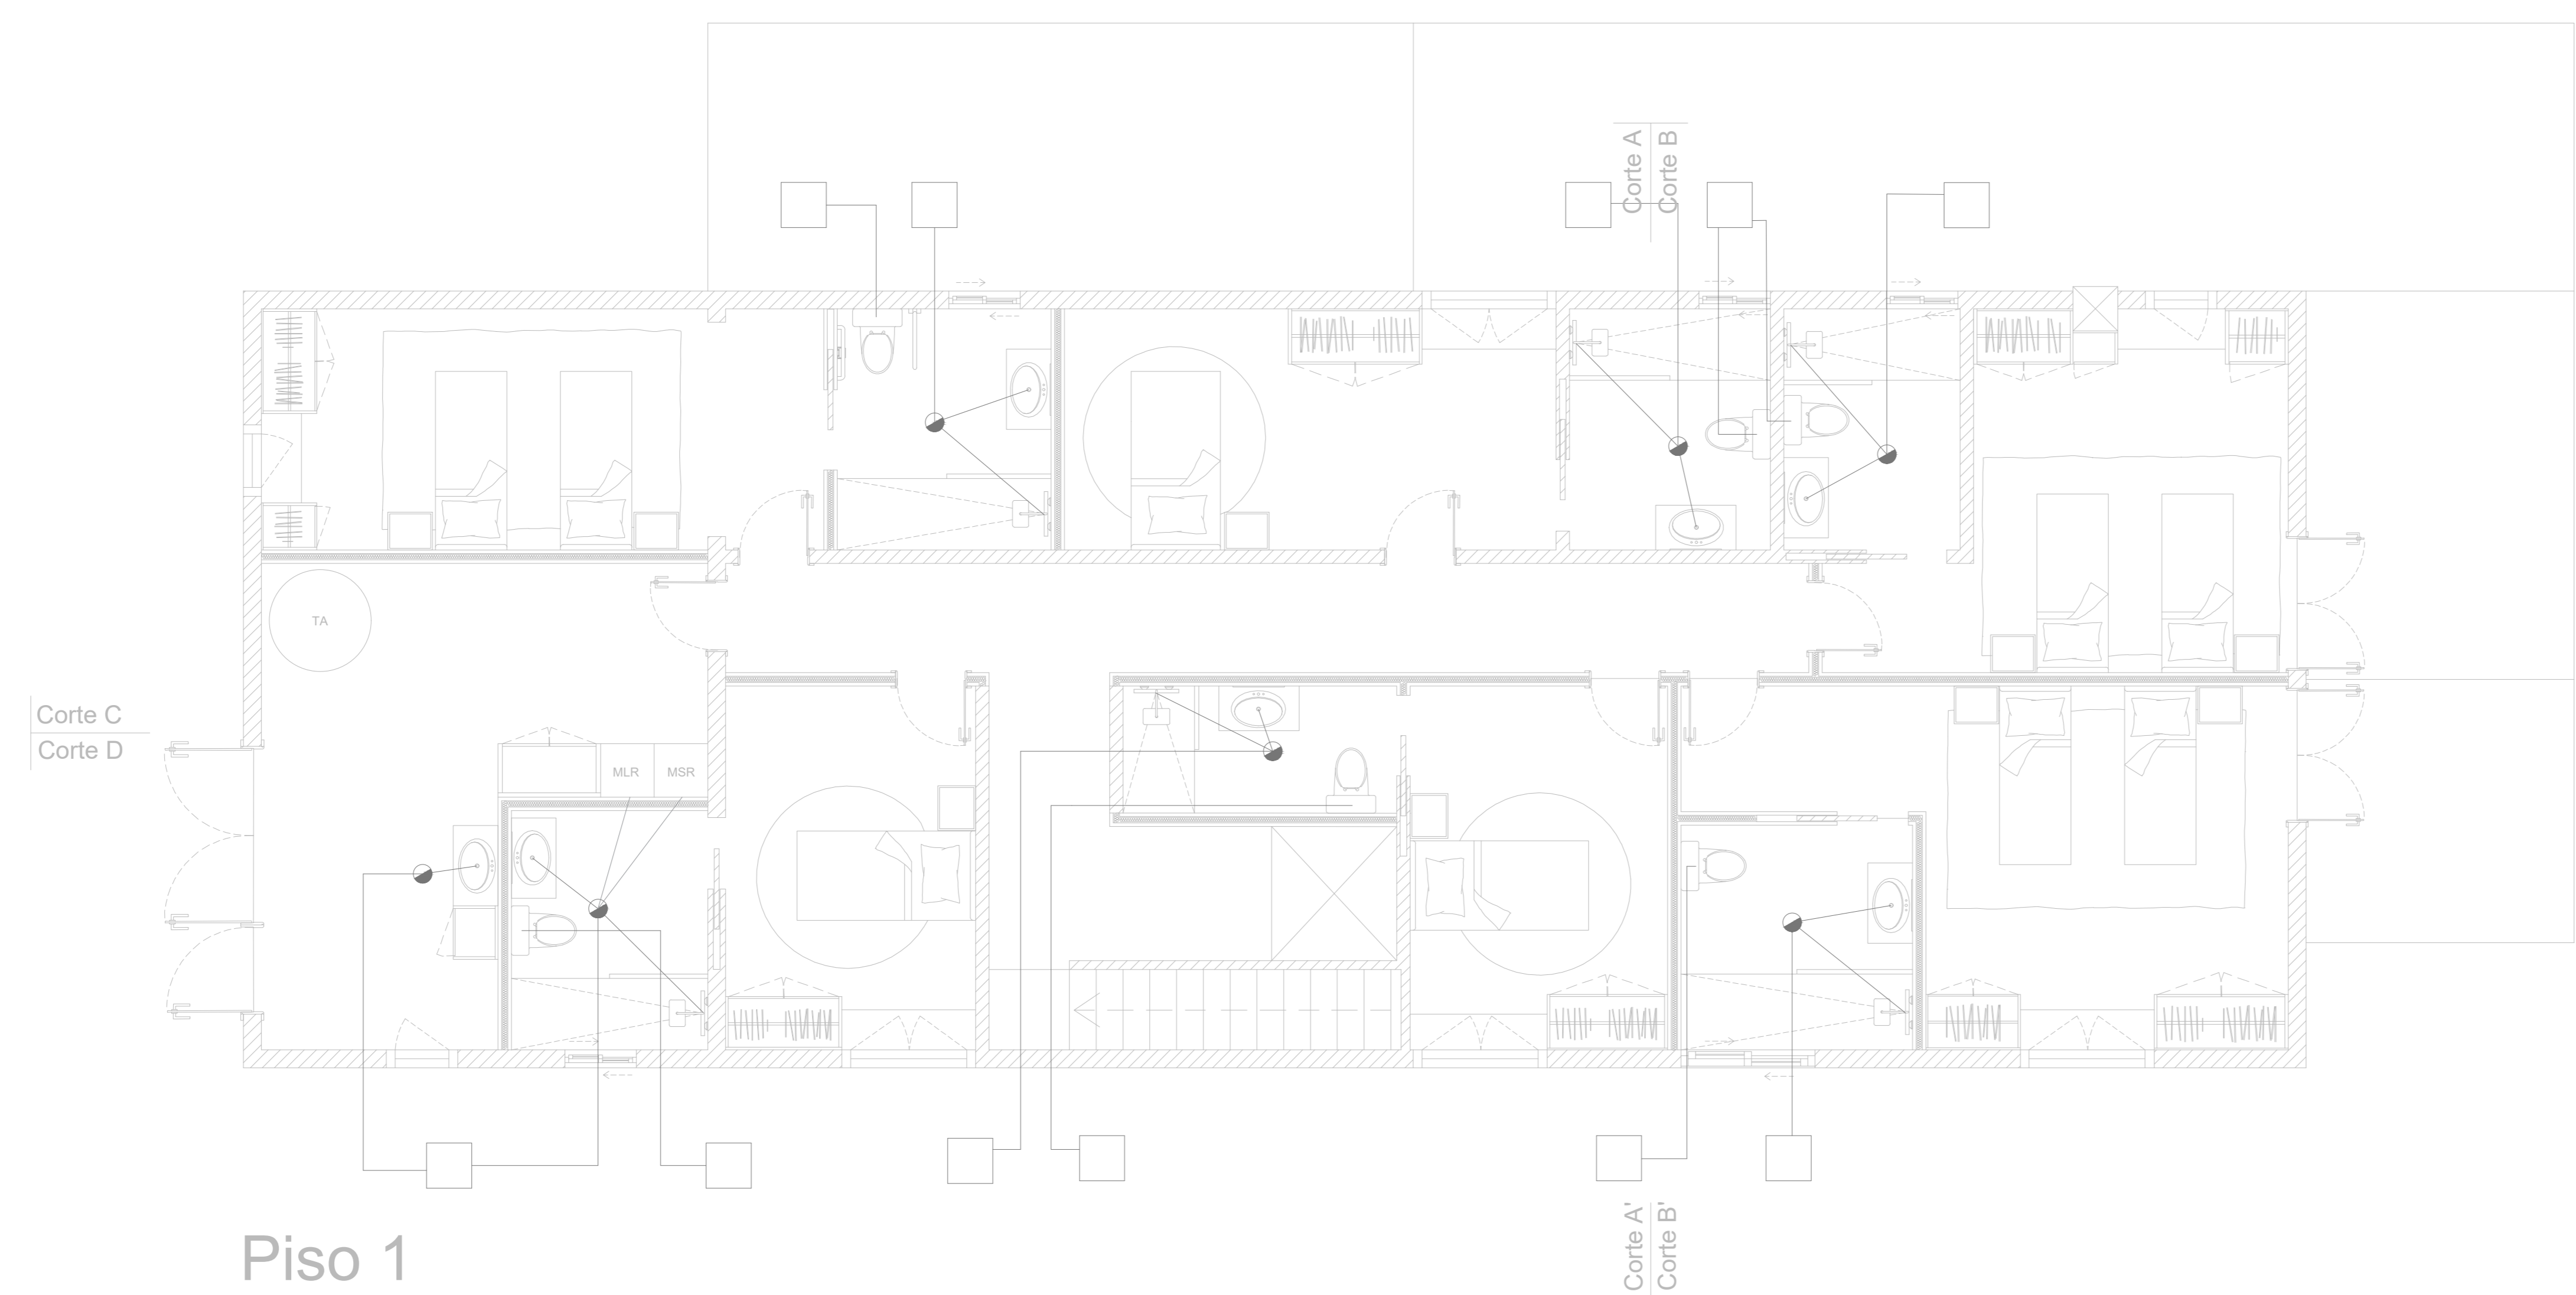 Corte A
Corte B
TA
Corte C
Corte D
MLR
MSR
Corte A'
Corte B'
Piso 1